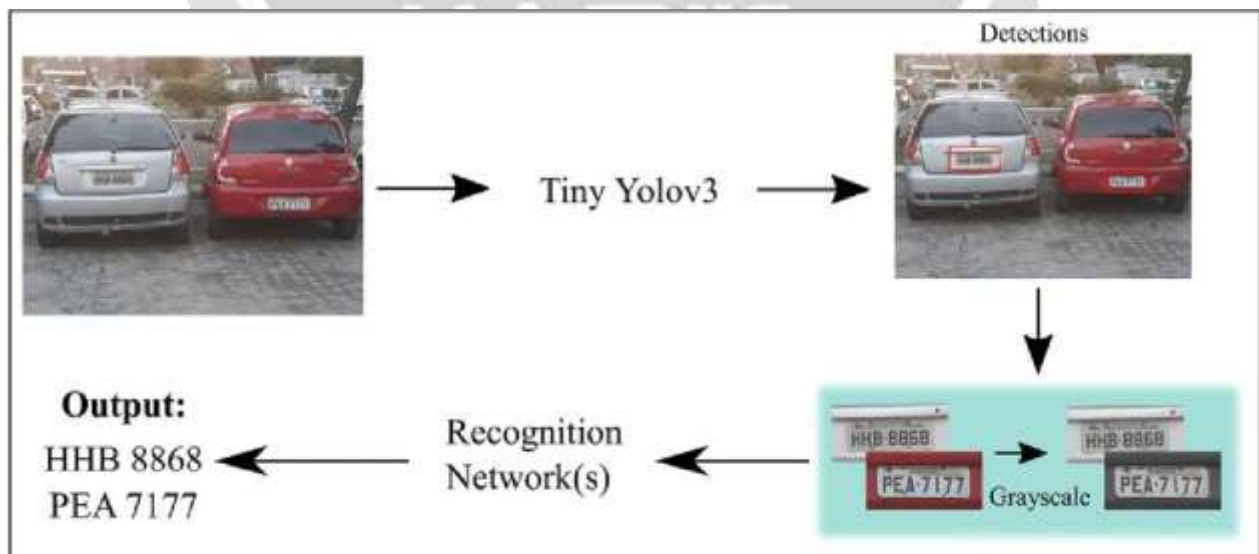 Detections
Tiny Yolov3
HHB-8868
PEA-7177
HHB-8868
PEA-7177
Grayscale
Recognition
Network(s)
Output:
HHB 8868
PEA 7177